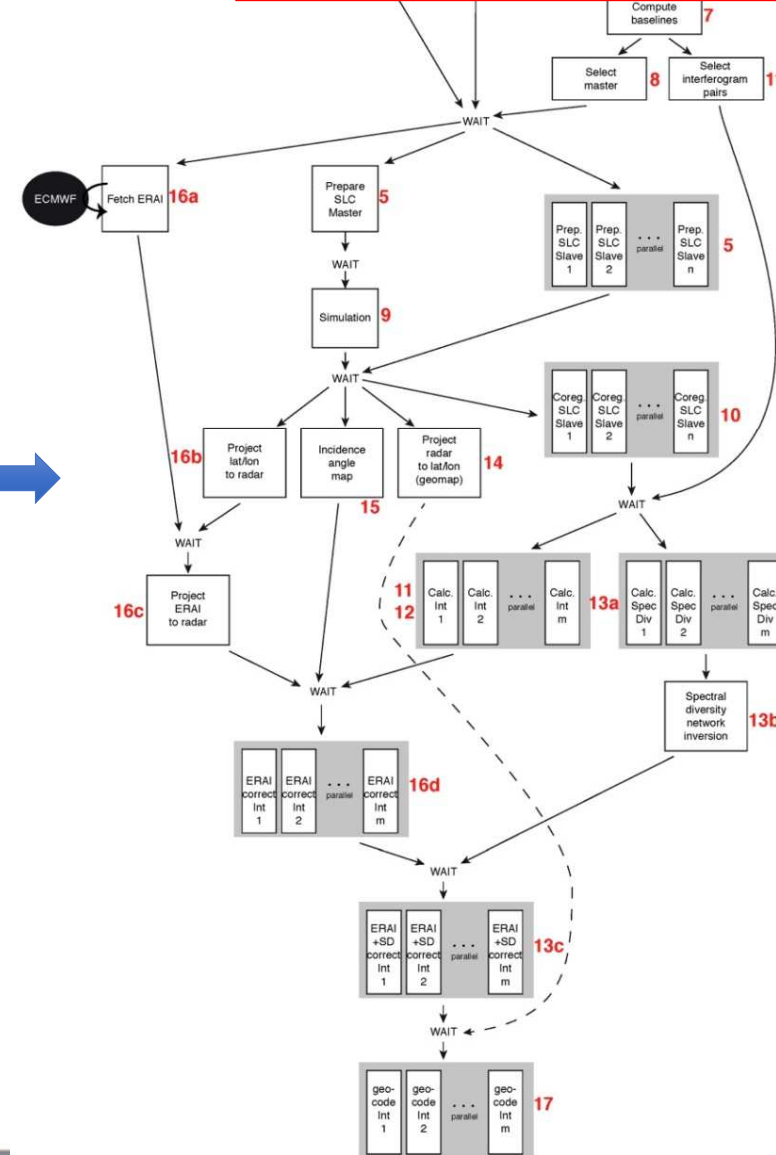 Compute
baselines
7
Select
master
8
Select
interferogram
pairs
WAIT
ECMWF
Fetch ERAI
16a
Prepare
SLC
Master
5
Prep.
SLC
Slave
1
Prep.
SLC
Slave
2
. . .
parallel
Prep.
SLC
Slave
n
5
WAIT
Simulation
9
WAIT
Coreg.
SLC
Slave
1
Coreg.
SLC
Slave
2
. . .
parallel
Coreg.
SLC
Slave
n
10
16b
Project
lat/lon
to radar
Incidence
angle
map
15
Project
radar
to lat/lon
(geomap)
14
WAIT
WAIT
16c
Project
ERAI
to radar
11
12
Calc.
Int
1
Calc.
Int
2
. . .
parallel
Calc.
Int
m
13a
Calc.
Spec
Div
1
Calc.
Spec
Div
2
. . .
parallel
Calc.
Spec
Div
m
WAIT
Spectral
diversity
network
inversion
13b
ERAI
correct
Int
1
ERAI
correct
Int
2
. . .
parallel
ERAI
correct
Int
m
16d
WAIT
ERAI
+SD
correct
Int
1
ERAI
+SD
correct
Int
2
. . .
parallel
ERAI
+SD
correct
Int
m
13c
WAIT
geo-
code
Int
1
geo-
code
Int
2
. . .
parallel
geo-
code
Int
m
17